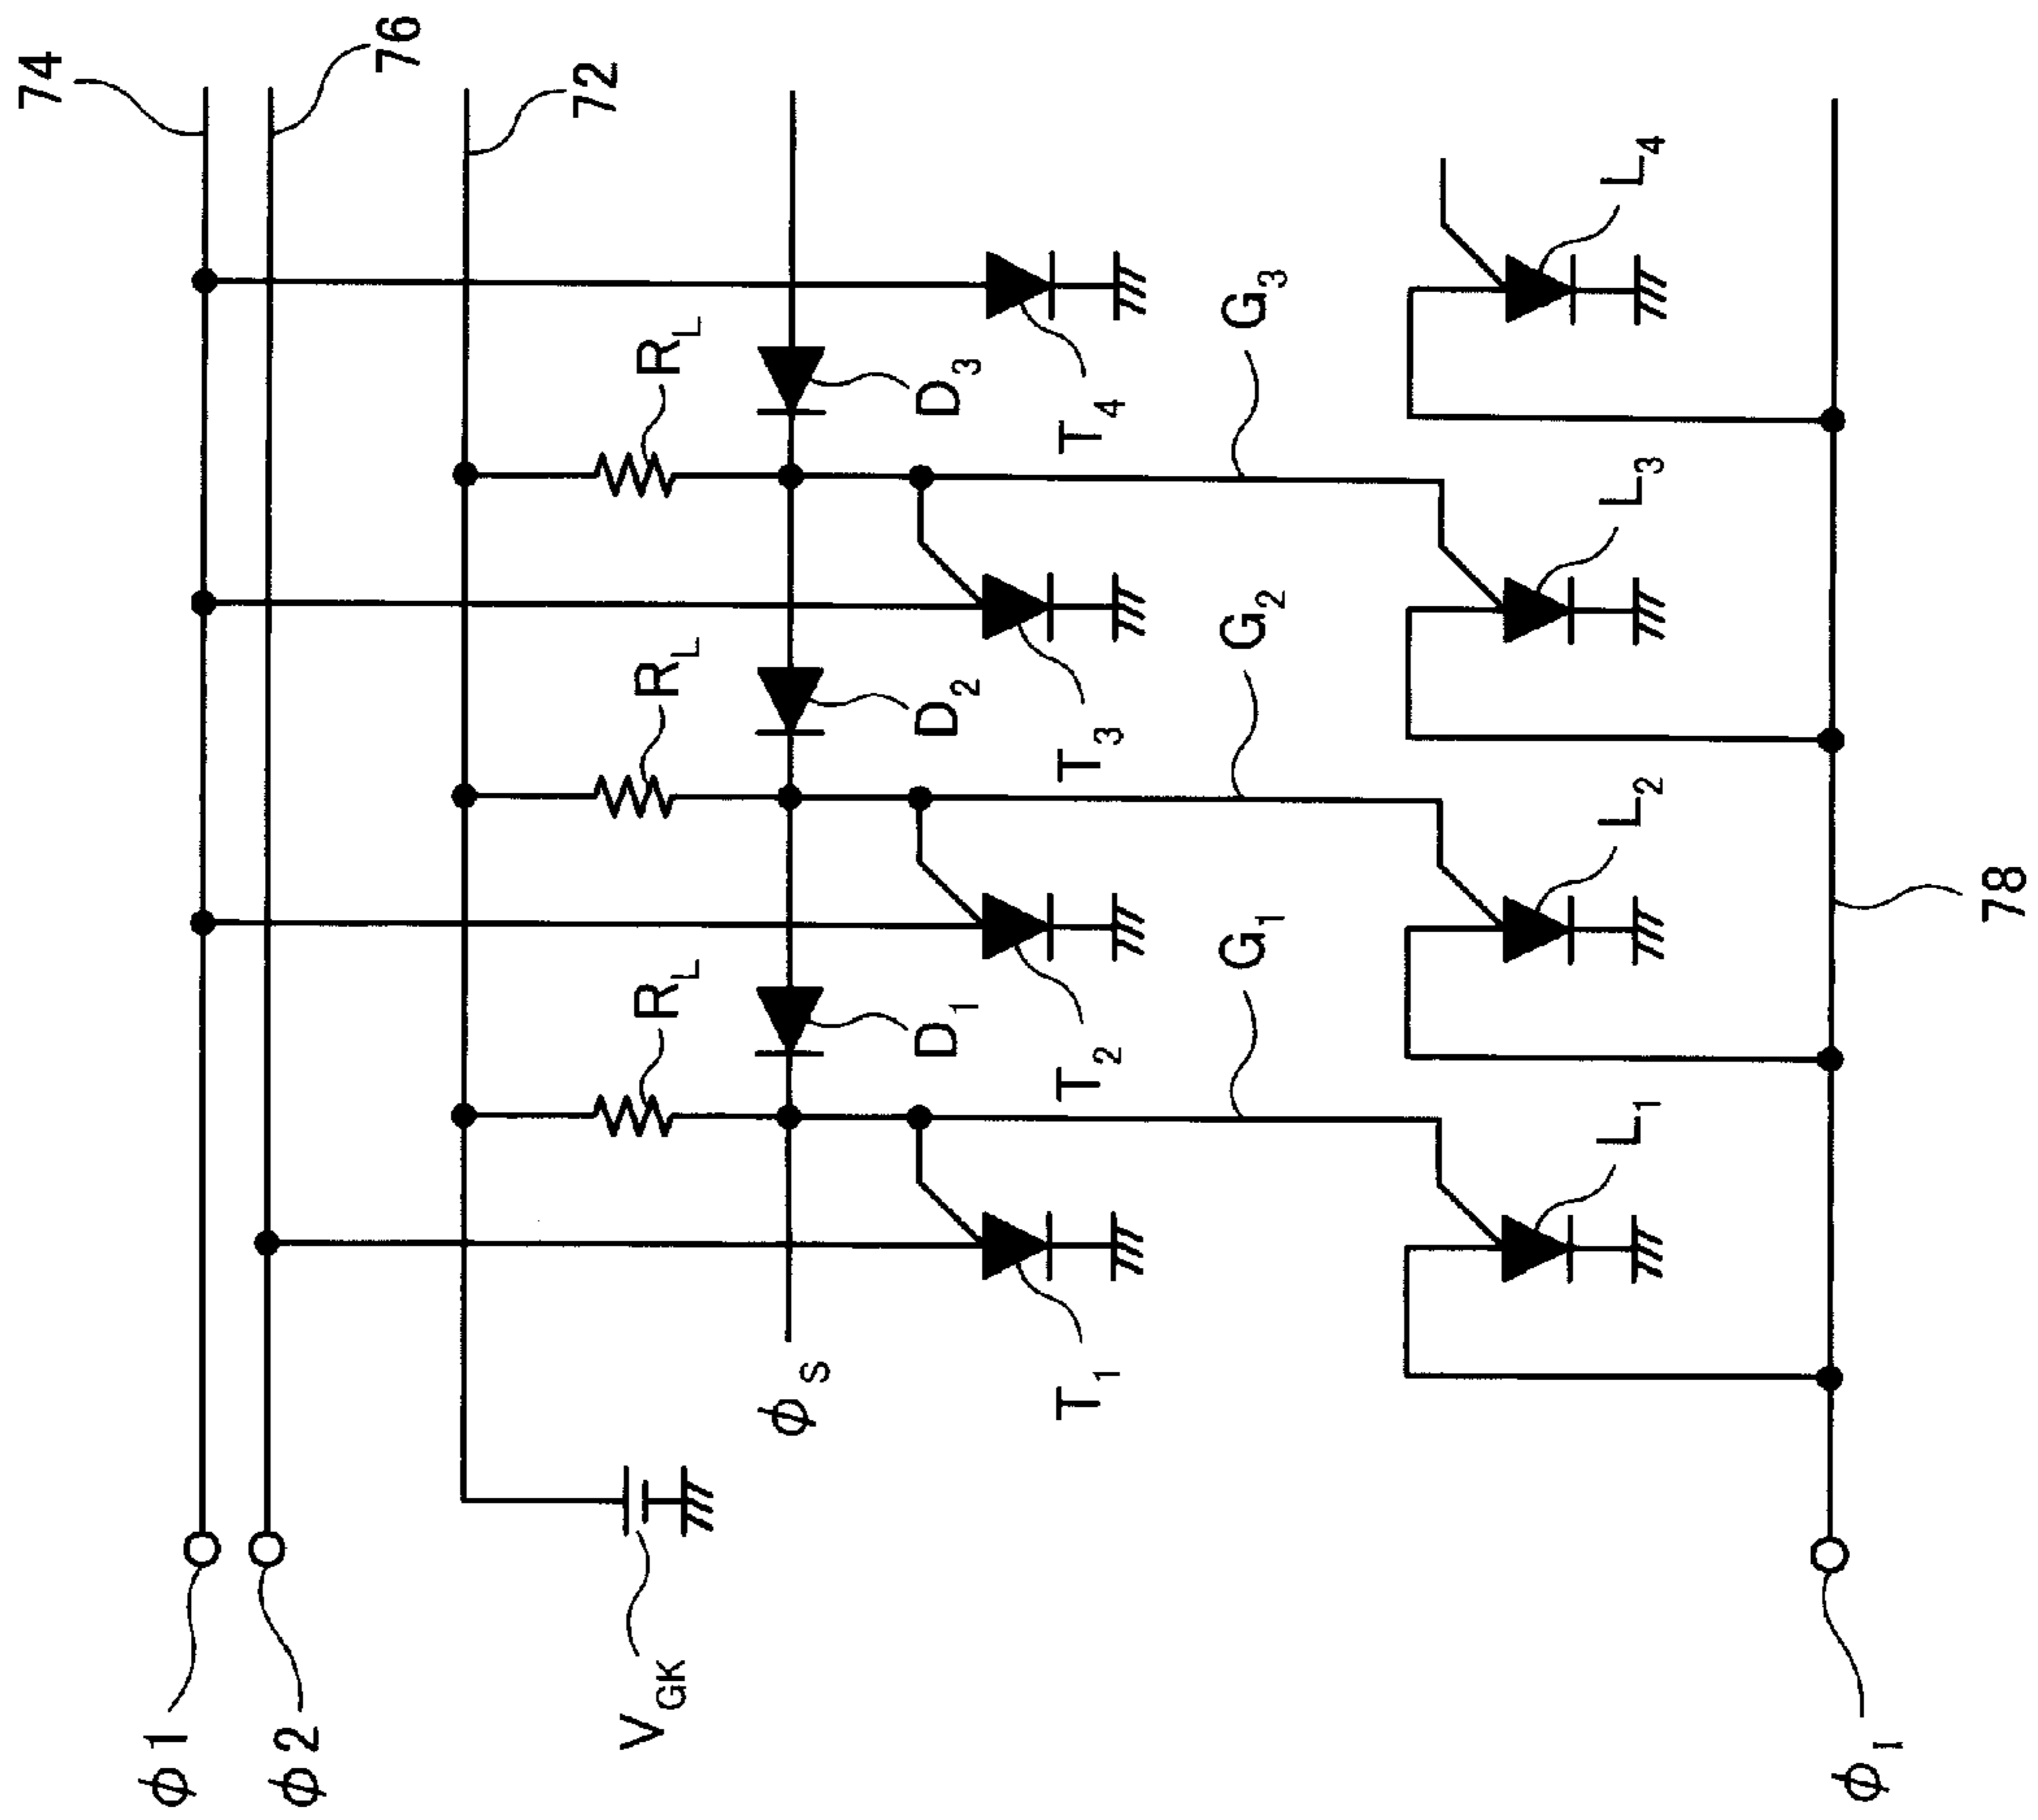 74
76
72
R_L
R_L
R_L
D_1
D_2
D_3
φ_S
V_GK
φ1
φ2
T_1
T_2
T_3
T_4
G_1
G_2
G_3
L_1
L_2
L_3
L_4
78
φ_I